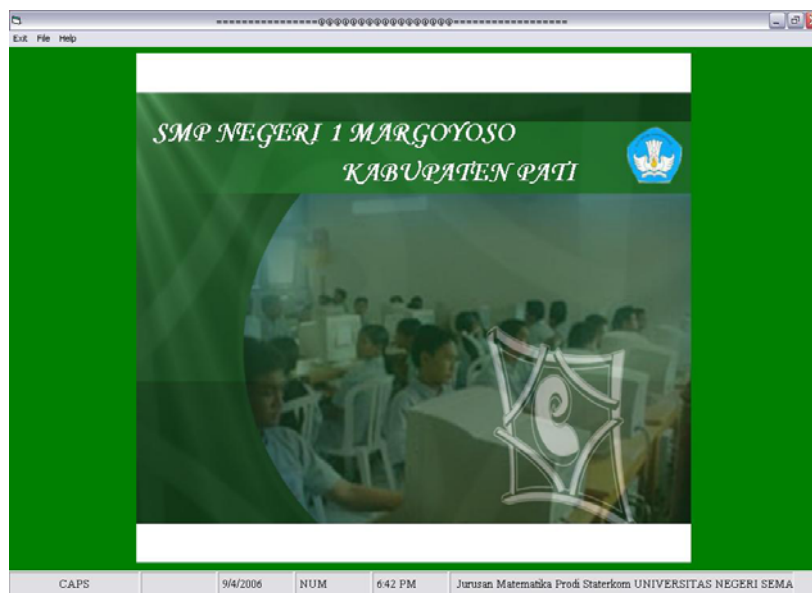 =================@@@@@@@@@@@@@@@@@===================
Exit File Help
SMP NEGERI 1 MARGOYOSO
KABUPATEN PATI
CAPS 9/4/2006 NUM 6:42 PM Jurusan Matematika Prodi Staterkom UNIVERSITAS NEGERI SEMA